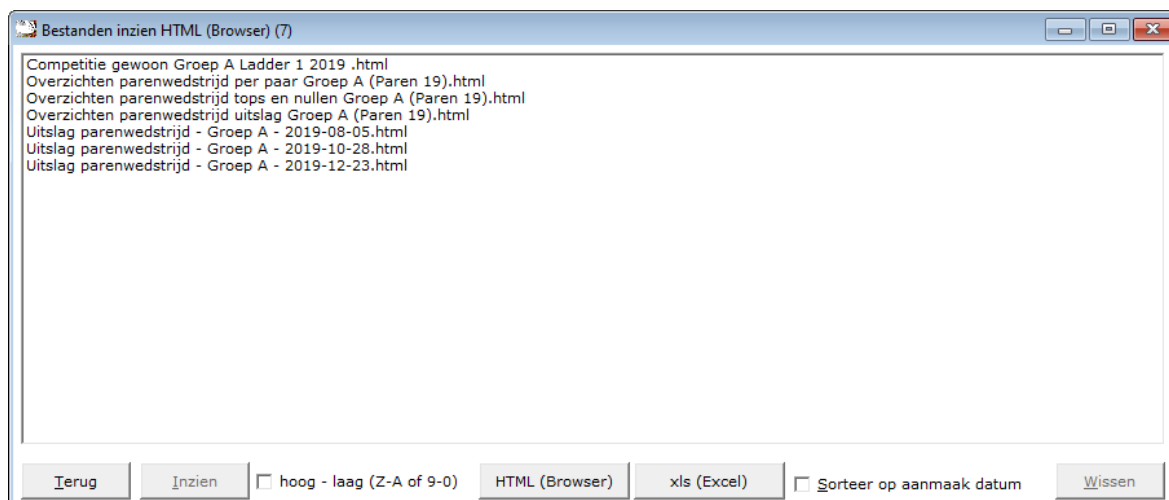 Bestanden inzien HTML (Browser) (7)
Competitie gewoon Groep A Ladder 1 2019 .html
Overzichten parenwedstrijd per paar Groep A (Paren 19).html
Overzichten parenwedstrijd tops en nullen Groep A (Paren 19).html
Overzichten parenwedstrijd uitslag Groep A (Paren 19).html
Uitslag parenwedstrijd - Groep A - 2019-08-05.html
Uitslag parenwedstrijd - Groep A - 2019-10-28.html
Uitslag parenwedstrijd - Groep A - 2019-12-23.html
Terug Inzien hoog - laag (Z-A of 9-0) HTML (Browser) xls (Excel) Sorteer op aanmaak datum Wissen